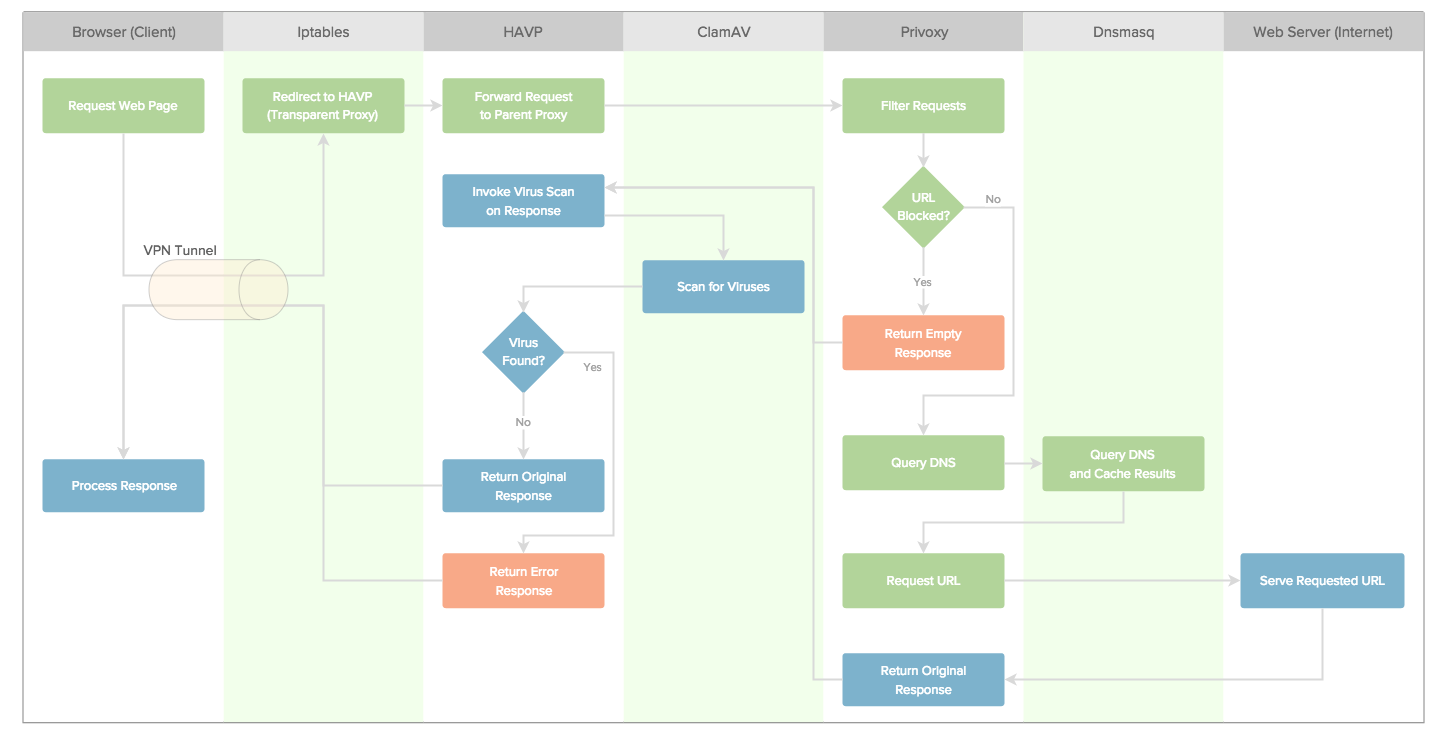 Browser (Client)
Iptables
HAVP
ClamAV
Privoxy
Dnsmasq
Web Server (Internet)
Request Web Page
Redirect to HAVP
(Transparent Proxy)
Forward Request
to Parent Proxy
Filter Requests
Invoke Virus Scan
on Response
URL
Blocked?
No
VPN Tunnel
Scan for Viruses
Yes
Virus
Found?
Yes
Return Empty
Response
No
Query DNS
Query DNS
and Cache Results
Process Response
Return Original
Response
Return Error
Response
Request URL
Serve Requested URL
Return Original
Response